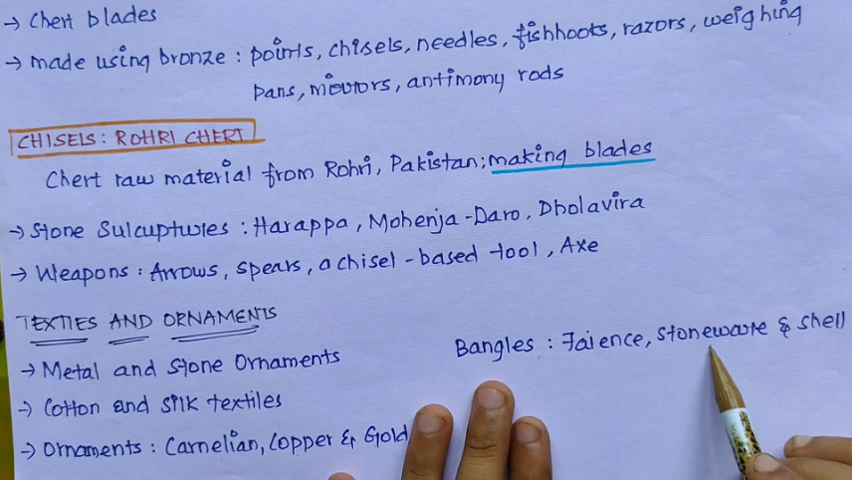 → Chert blades
→ made using bronze : points, chisels, needles, fishhoots, razors, weighing
pans, mirrors, antimony rods
CHISELS : ROHRI CHERT
Chert raw material from Rohri, Pakistan; making blades
→ Stone Sulcuptures : Harappa, Mohenja-Daro, Dholavira
→ Weapons : Arrows, spears, a chisel-based tool, Axe
TEXTIES AND ORNAMENTS
→ Metal and stone Ornaments
Bangles : Faience, stoneware & shell
→ Cotton and silk textiles
→ Ornaments : Carnelian, Copper & Gold